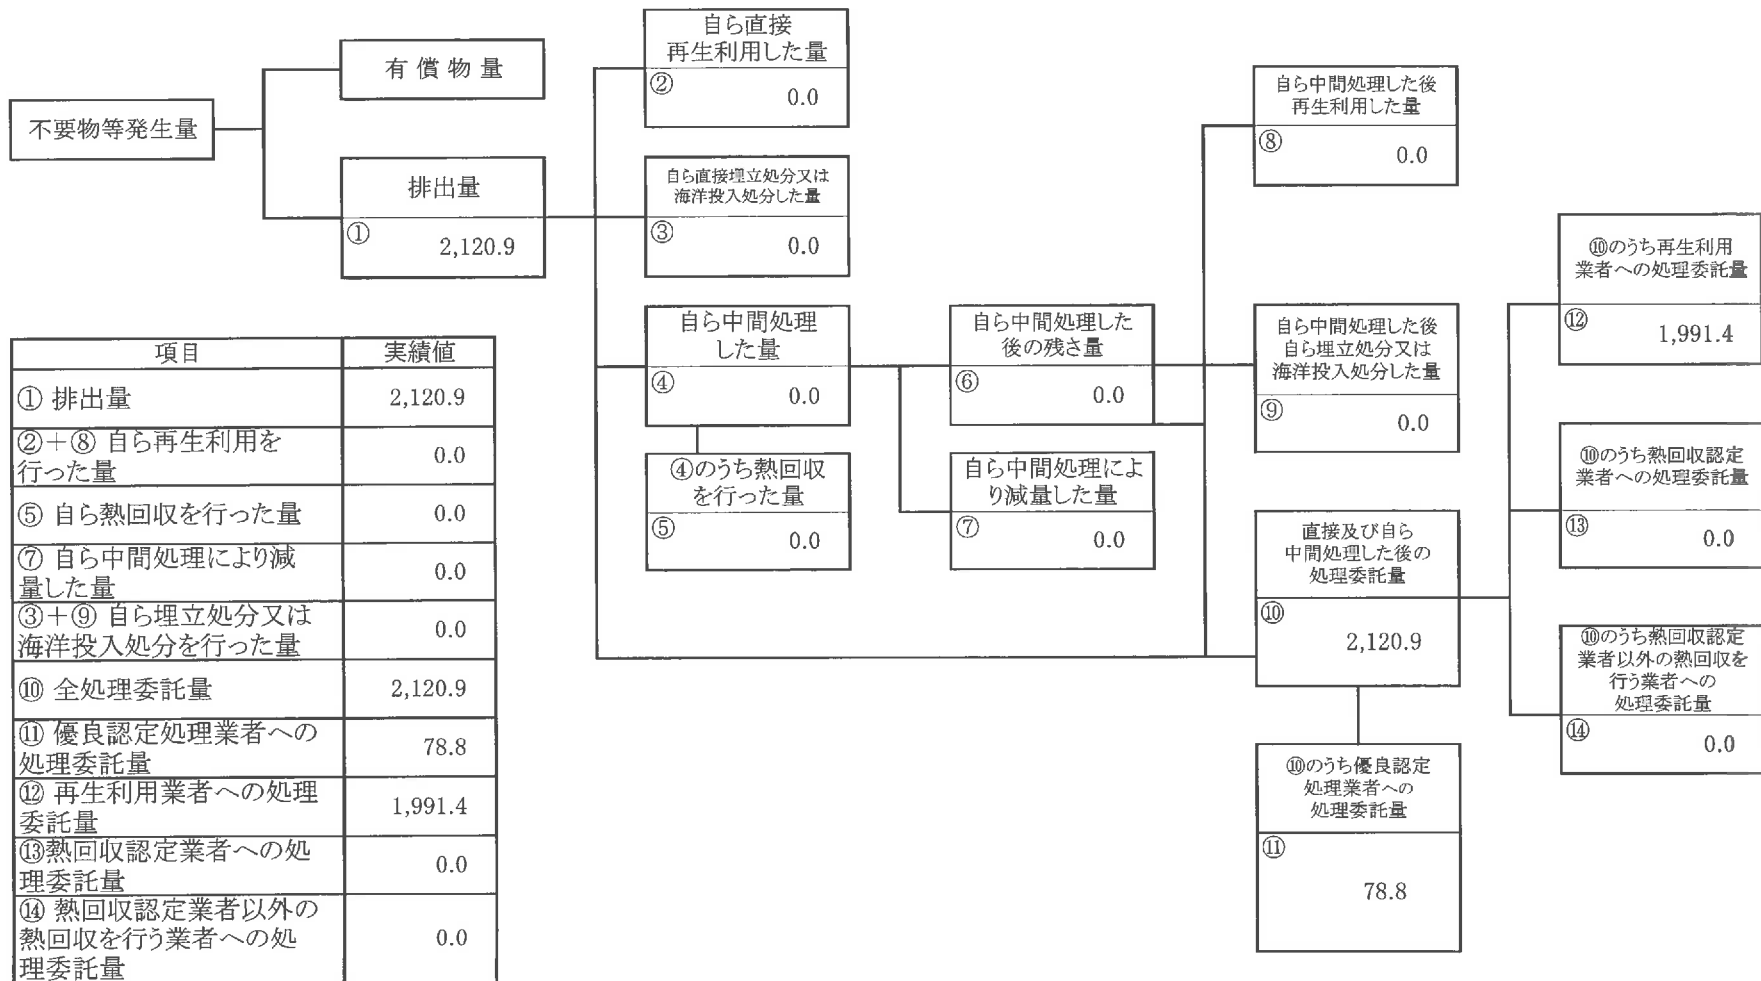 不要物等発生量
有償物量
排出量
①
2,120.9
自ら直接
再生利用した量
②
0.0
自ら直接埋立処分又は
海洋投入処分した量
③
0.0
自ら中間処理
した量
④
0.0
④のうち熱回収
を行った量
⑤
0.0
自ら中間処理した
後の残さ量
⑥
0.0
自ら中間処理によ
り減量した量
⑦
0.0
自ら中間処理した後
再生利用した量
⑧
0.0
自ら中間処理した後
自ら埋立処分又は
海洋投入処分した量
⑨
0.0
直接及び自ら
中間処理した後の
処理委託量
⑩
2,120.9
⑩のうち優良認定
処理業者への
処理委託量
⑪
78.8
⑩のうち再生利用
業者への処理委託量
⑫
1,991.4
⑩のうち熱回収認定
業者への処理委託量
⑬
0.0
⑩のうち熱回収認定
業者以外の熱回収を
行う業者への
処理委託量
⑭
0.0
項目 実績値
① 排出量 2,120.9
②+⑧ 自ら再生利用を
行った量 0.0
⑤ 自ら熱回収を行った量 0.0
⑦ 自ら中間処理により減
量した量 0.0
③+⑨ 自ら埋立処分又は
海洋投入処分を行った量 0.0
⑩ 全処理委託量 2,120.9
⑪ 優良認定処理業者への
処理委託量 78.8
⑫ 再生利用業者への処理
委託量 1,991.4
⑬熱回収認定業者への処
理委託量 0.0
⑭ 熱回収認定業者以外の
熱回収を行う業者への処
理委託量 0.0